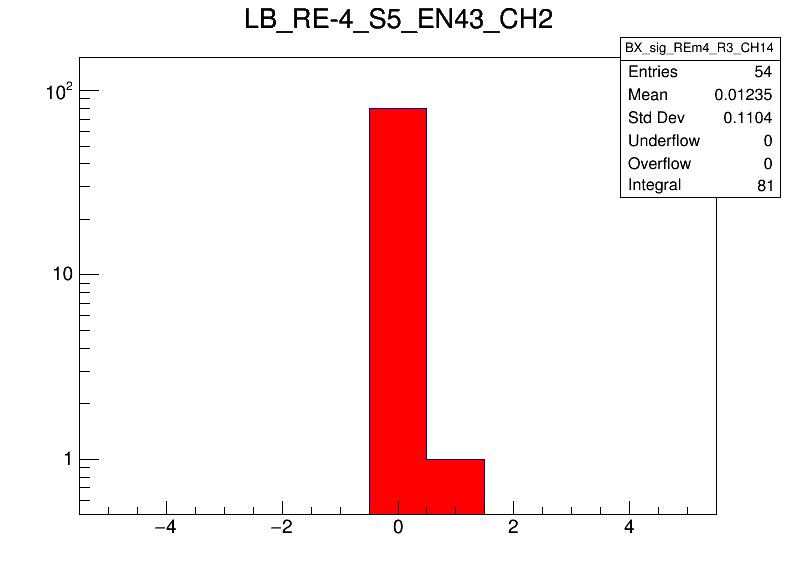 LB_RE-4_S5_EN43_CH2
BX_sig_REm4_R3_CH14
Entries 54
Mean 0.01235
Std Dev 0.1104
Underflow 0
Overflow 0
Integral 81
10²
10
1
−4 −2 0 2 4